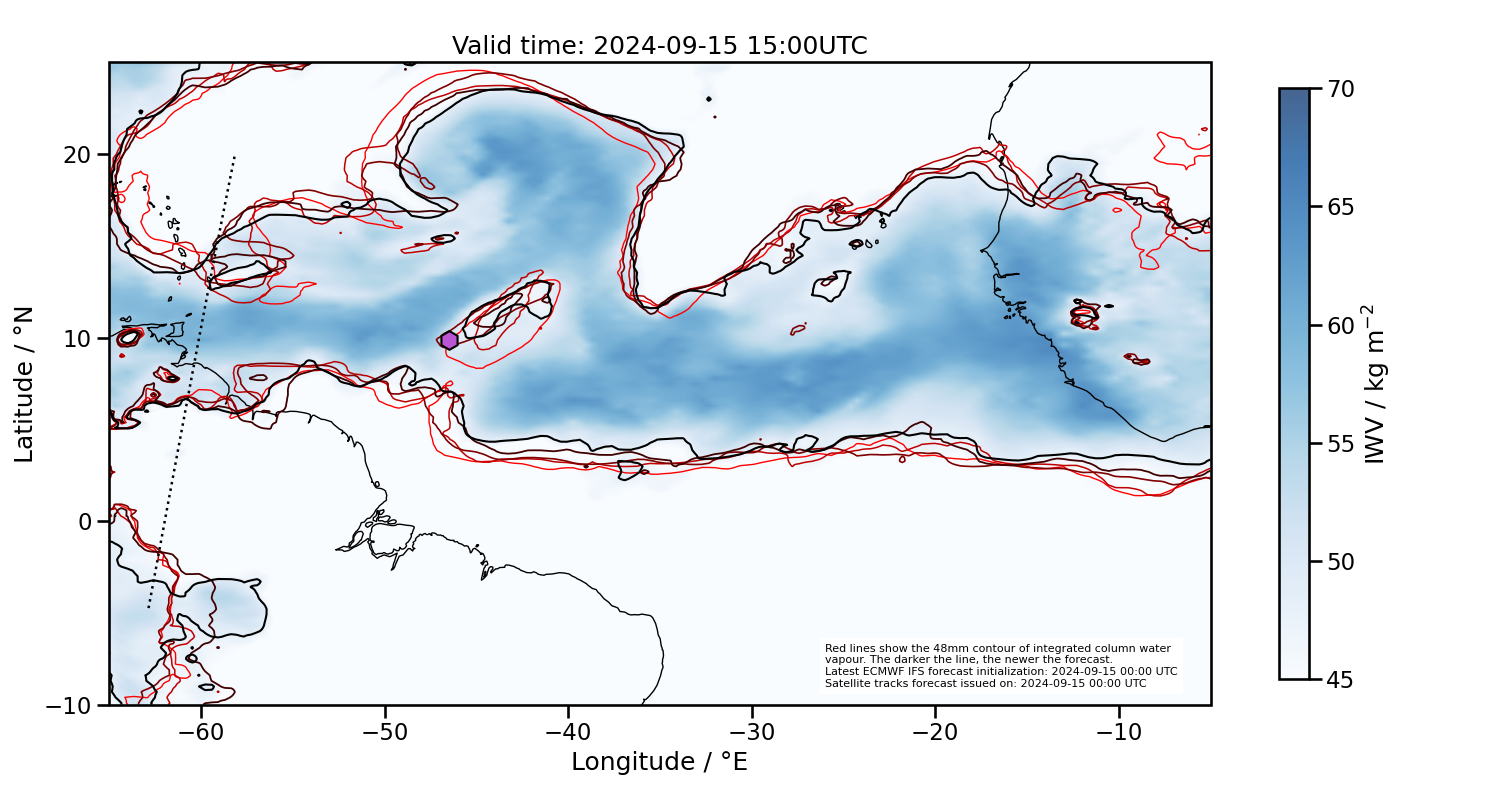 Valid time: 2024-09-15 15:00UTC
Latitude / °N
20
10
0
−10
−60
−50
−40
−30
−20
−10
Longitude / °E
Red lines show the 48mm contour of integrated column water
vapour. The darker the line, the newer the forecast.
Latest ECMWF IFS forecast initialization: 2024-09-15 00:00 UTC
Satellite tracks forecast issued on: 2024-09-15 00:00 UTC
70
65
60
55
50
45
IWV / kg m⁻²